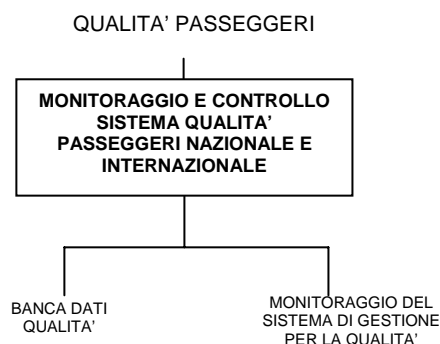 QUALITA’ PASSEGGERI
MONITORAGGIO E CONTROLLO
SISTEMA QUALITA’
PASSEGGERI NAZIONALE E
INTERNAZIONALE
BANCA DATI
QUALITA’
MONITORAGGIO DEL
SISTEMA DI GESTIONE
PER LA QUALITA’